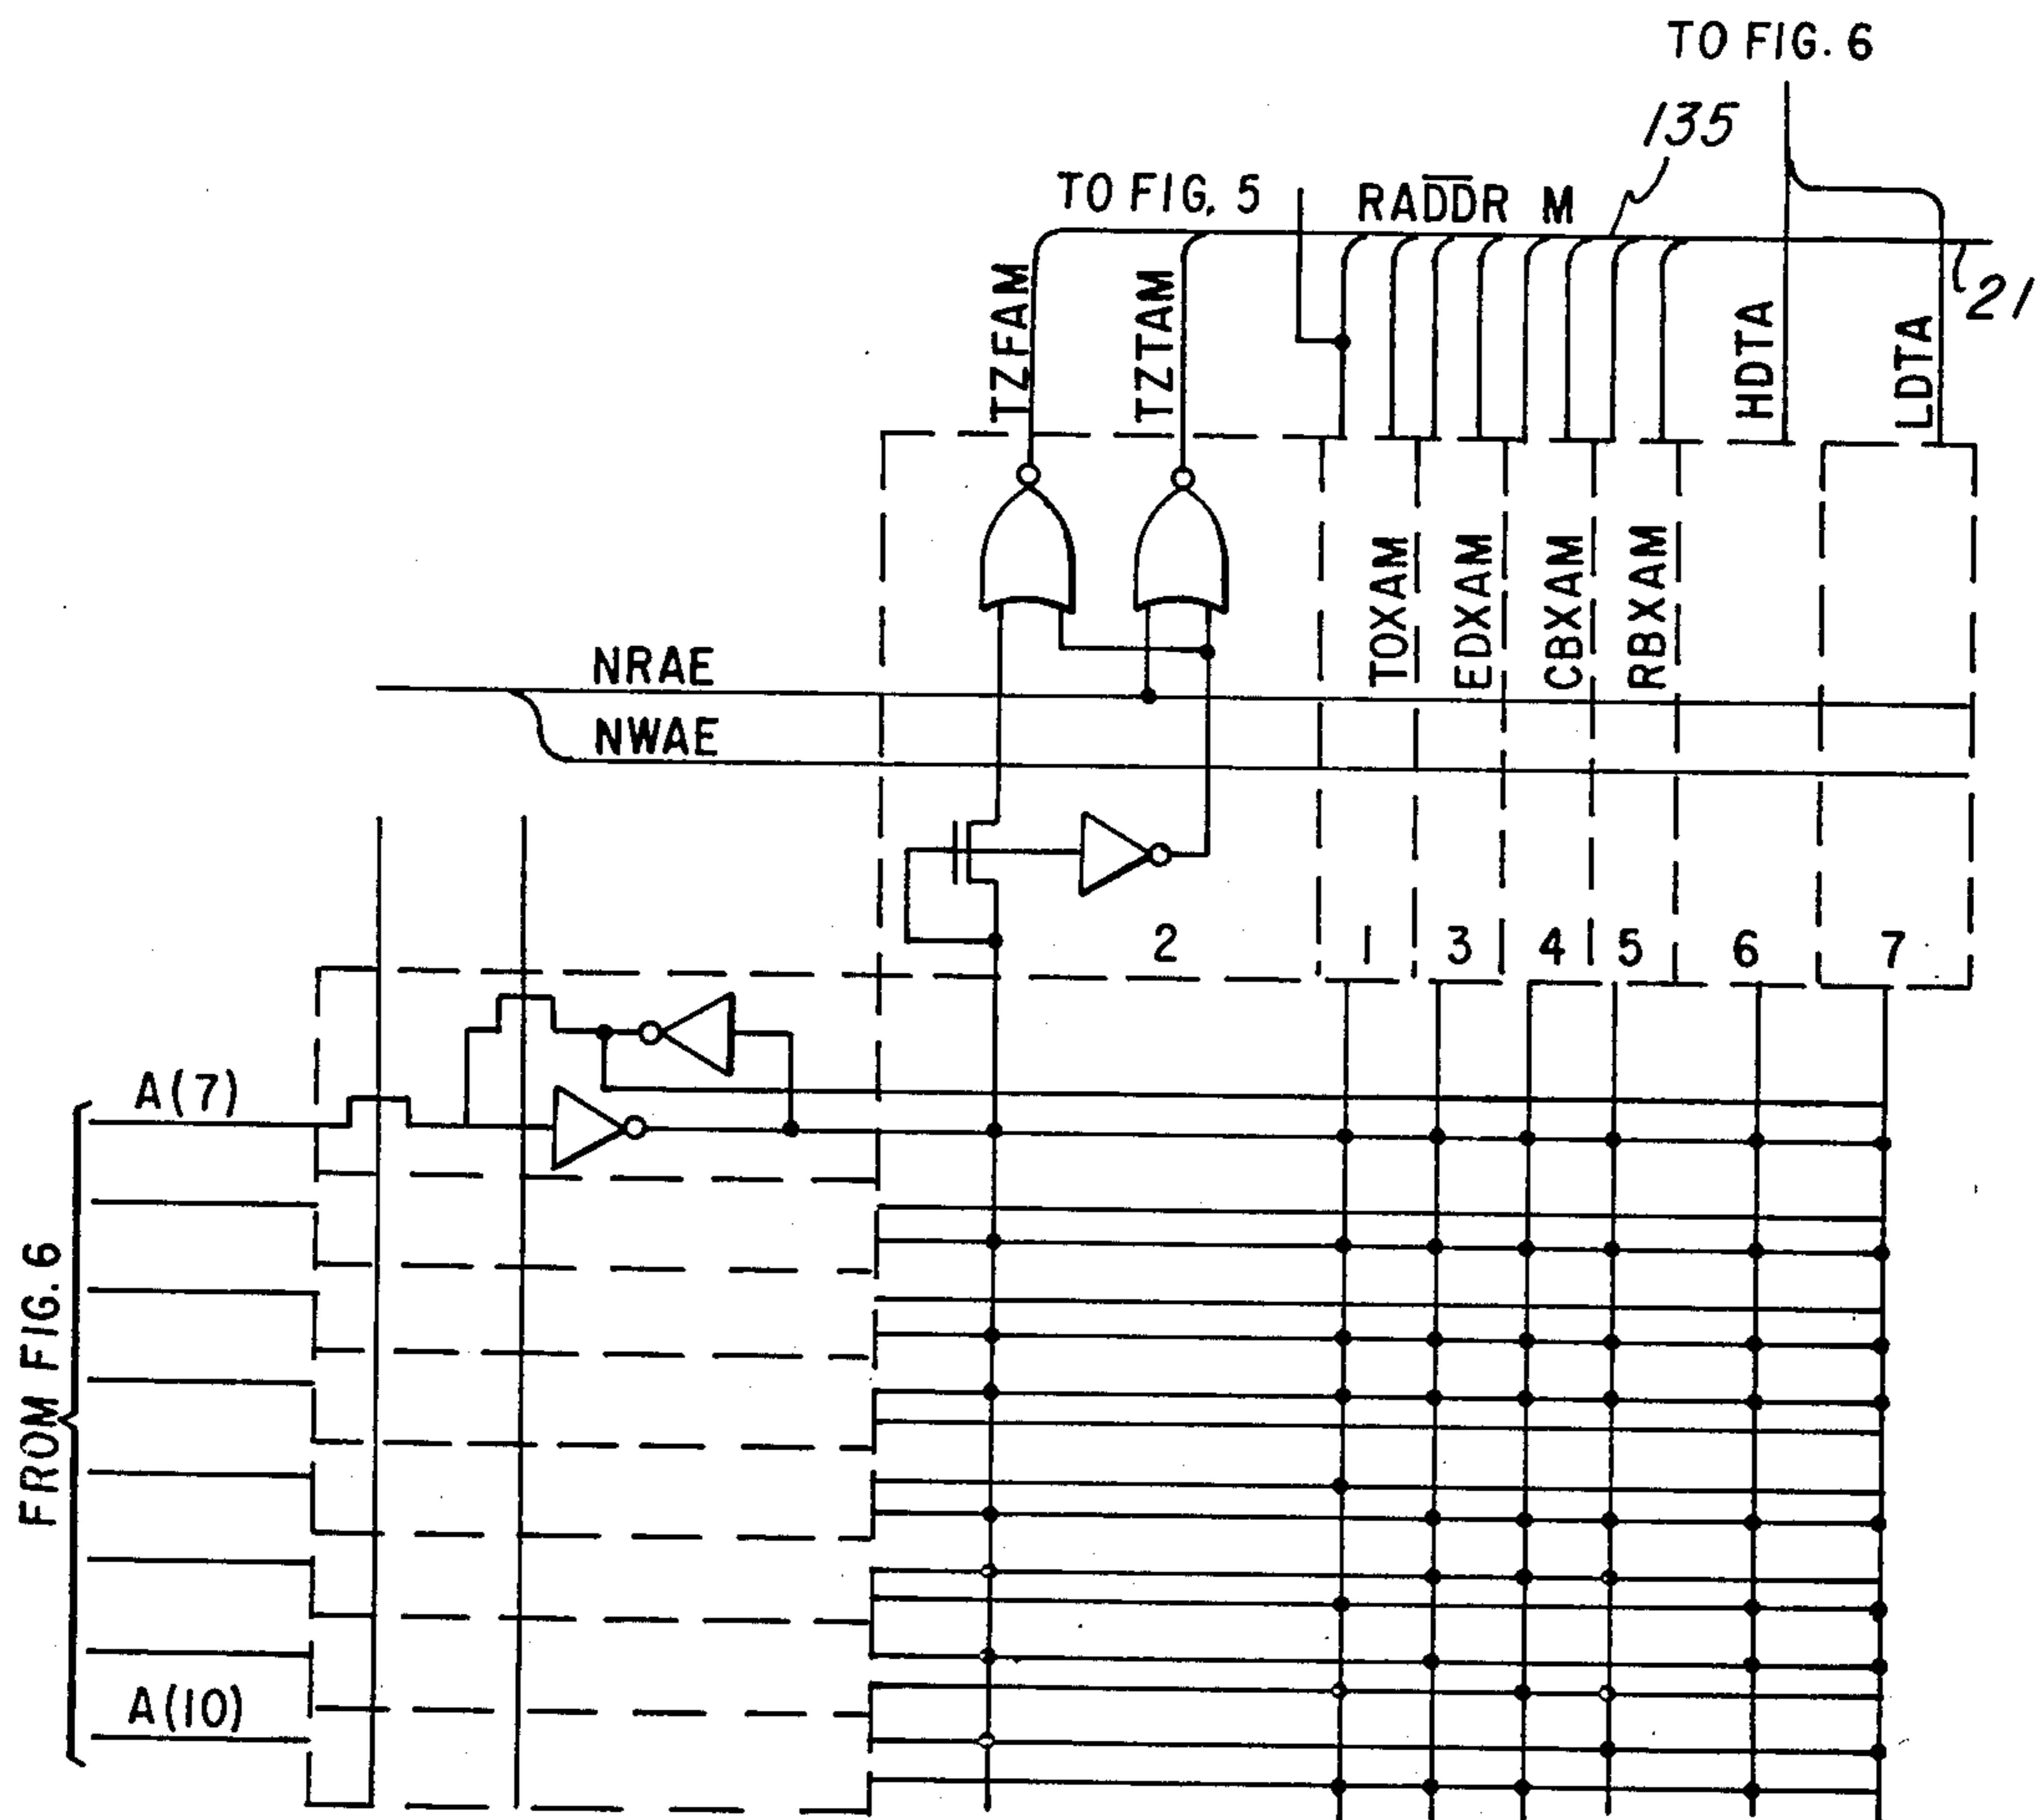 TO FIG. 6
135
TO FIG. 5
RADDR M
21
TZFAM
TZTAM
HDTA
LDTA
TOXAM
EDXAM
CBXAM
RBXAM
NRAE
NWAE
2
1
3
4
5
6
7
A(7)
FROM FIG. 6
A(10)